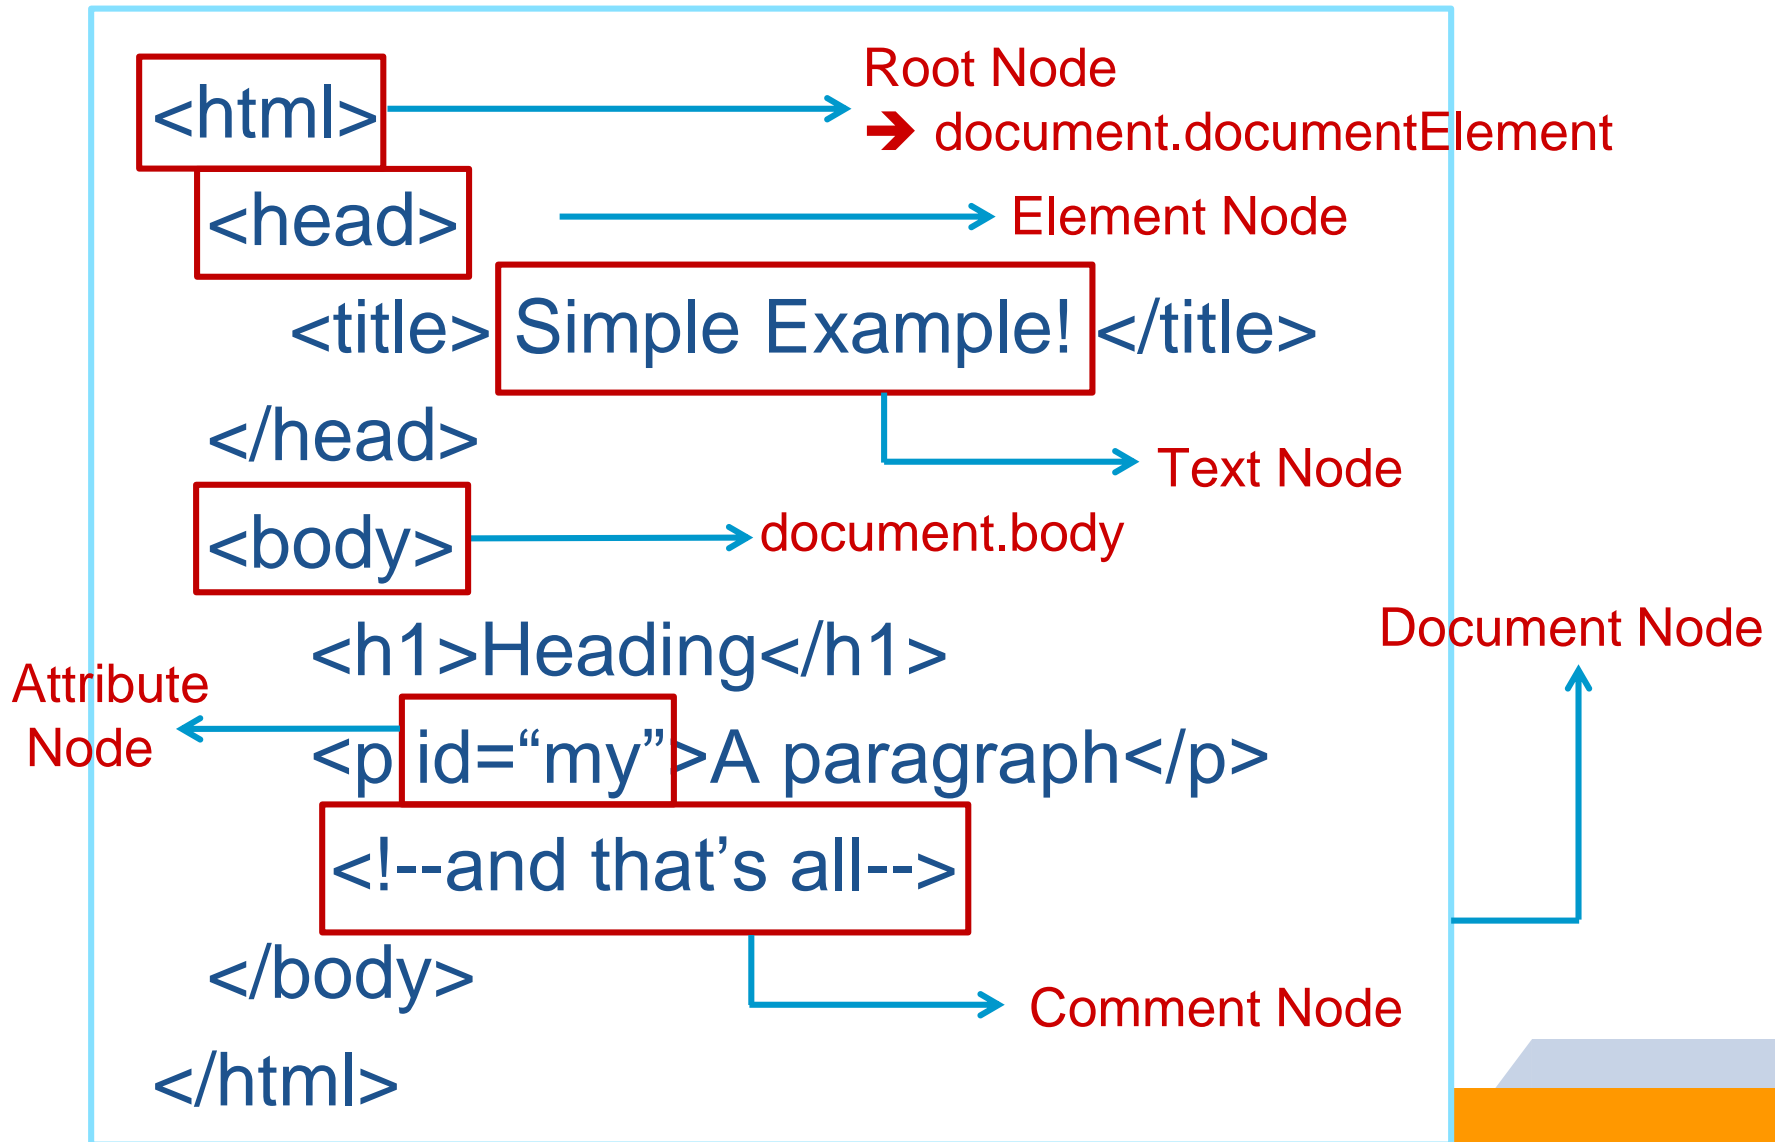 <html>
Root Node
➔ document.documentElement
<head>
Element Node
<title> Simple Example! </title>
</head>
Text Node
<body>
document.body
Document Node
<h1>Heading</h1>
Attribute
Node
<p id=“my”>A paragraph</p>
<!--and that’s all-->
</body>
Comment Node
</html>